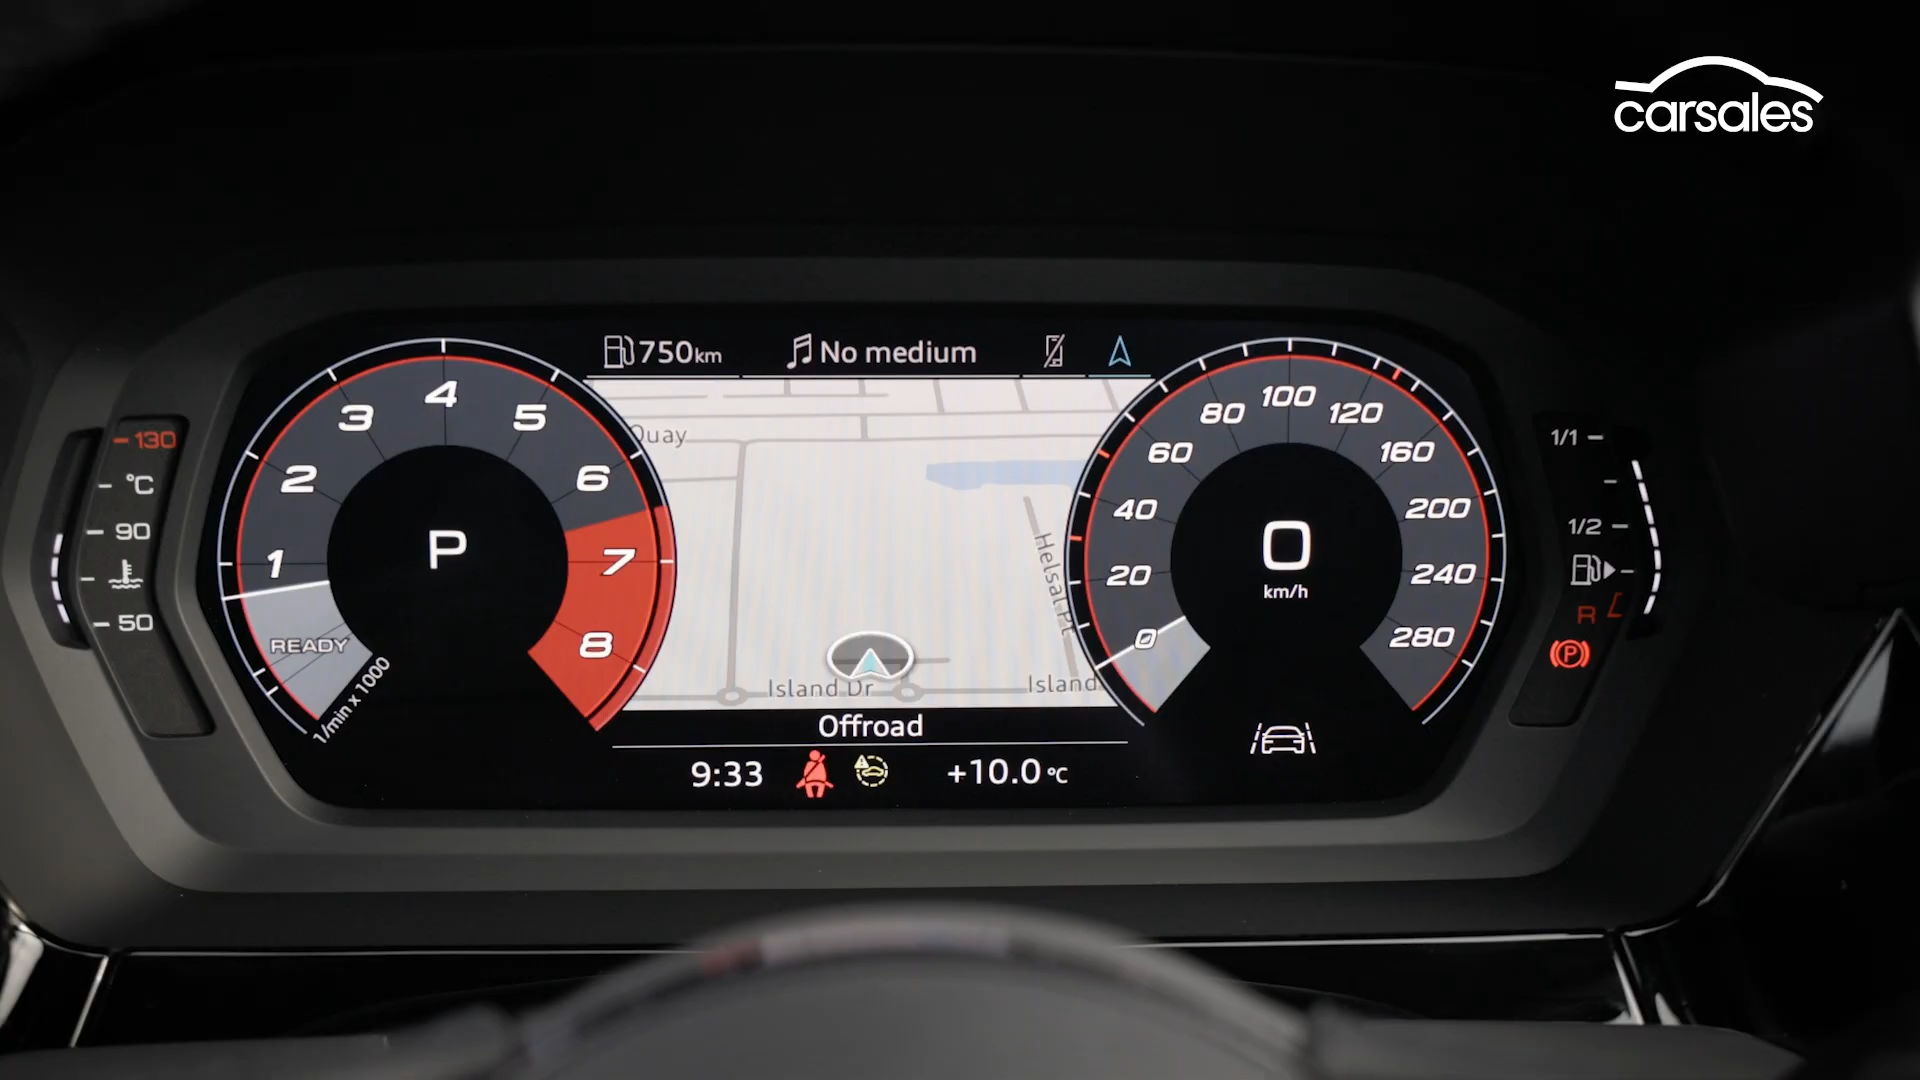 carsales
750km
No medium
130
°C
90
50
1
2
3
4
5
6
7
8
READY
1/min x 1000
P
Quay
Helsal Pt
Island Dr
Island
Offroad
9:33
+10.0 °C
0
20
40
60
80
100
120
160
200
240
280
0
km/h
1/1
1/2
R
P